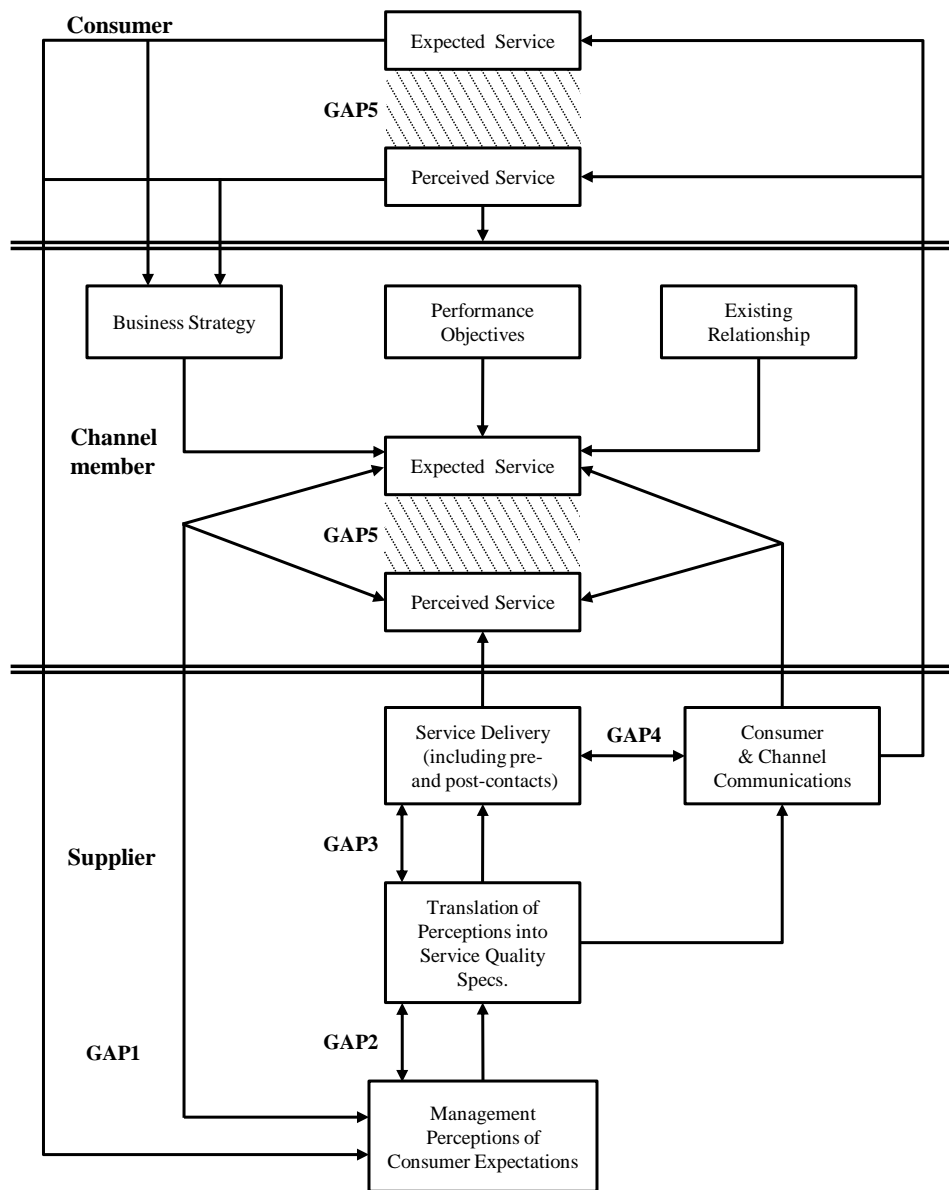 Consumer
Expected Service
GAP5
Perceived Service
Business Strategy
Performance
Objectives
Existing
Relationship
Channel
member
Expected Service
GAP5
Perceived Service
Service Delivery
(including pre-
and post-contacts)
GAP4
Consumer
& Channel
Communications
GAP3
Supplier
Translation of
Perceptions into
Service Quality
Specs.
GAP2
GAP1
Management
Perceptions of
Consumer Expectations